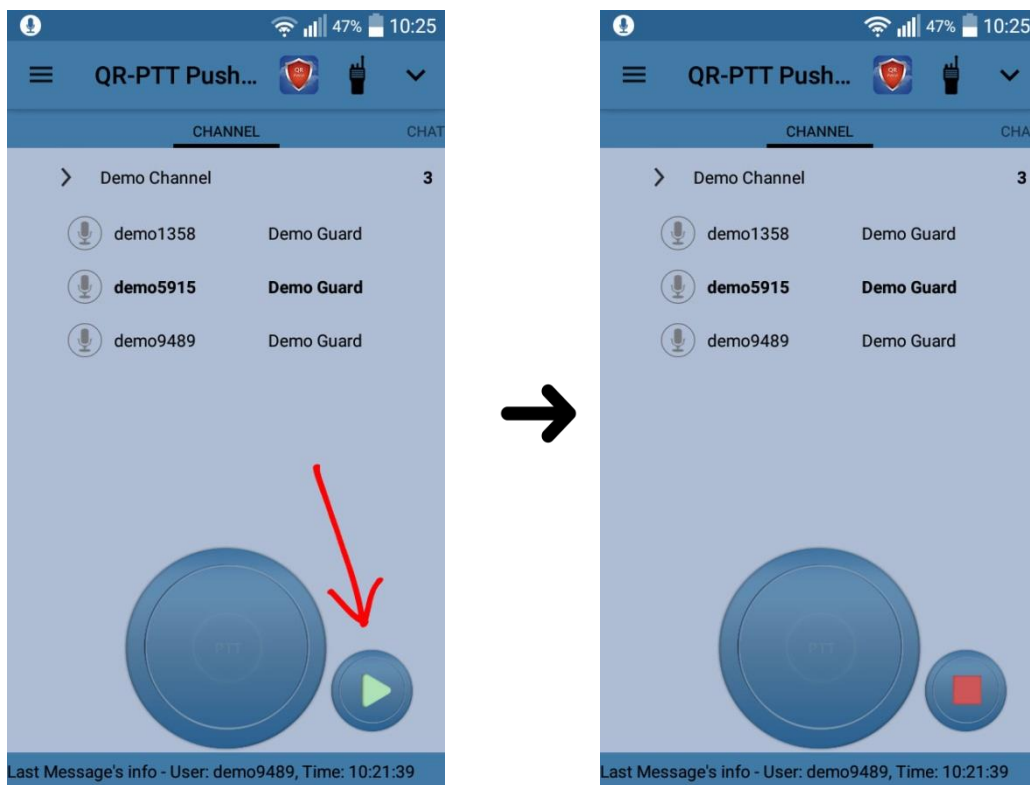 47% 10:25
QR-PTT Push...
CHANNEL CHAT
Demo Channel 3
demo1358 Demo Guard
demo5915 Demo Guard
demo9489 Demo Guard
PTT
Last Message's info - User: demo9489, Time: 10:21:39
47% 10:25
QR-PTT Push...
CHANNEL CHA
Demo Channel 3
demo1358 Demo Guard
demo5915 Demo Guard
demo9489 Demo Guard
PTT
Last Message's info - User: demo9489, Time: 10:21:39